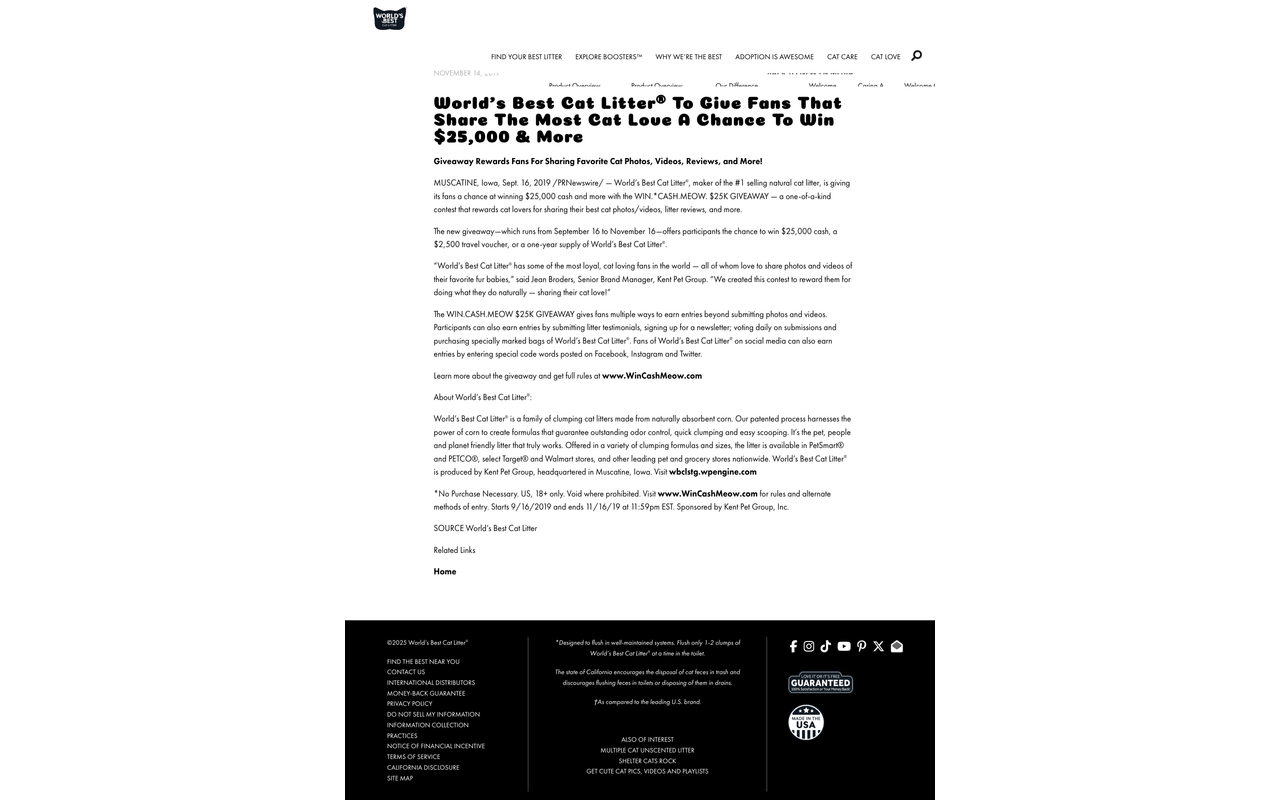 WORLD'S
BEST
FIND YOUR BEST LITTER EXPLORE BOOSTERS™ WHY WE'RE THE BEST ADOPTION IS AWESOME CAT CARE CAT LOVE
NOVEMBER 14, 2019
Product Overview Product Overview Our Difference Welcome Caring A Welcome
World's Best Cat Litter® To Give Fans That
Share The Most Cat Love A Chance To Win
$25,000 & More
Giveaway Rewards Fans For Sharing Favorite Cat Photos, Videos, Reviews, and More!
MUSCATINE, Iowa, Sept. 16, 2019 /PRNewswire/ — World's Best Cat Litter®, maker of the #1 selling natural cat litter, is giving
its fans a chance at winning $25,000 cash and more with the WIN.*CASH.MEOW. $25K GIVEAWAY — a one-of-a-kind
contest that rewards cat lovers for sharing their best cat photos/videos, litter reviews, and more.
The new giveaway—which runs from September 16 to November 16—offers participants the chance to win $25,000 cash, a
$2,500 travel voucher, or a one-year supply of World's Best Cat Litter®.
"World's Best Cat Litter® has some of the most loyal, cat loving fans in the world — all of whom love to share photos and videos of
their favorite fur babies," said Jean Broders, Senior Brand Manager, Kent Pet Group. "We created this contest to reward them for
doing what they do naturally — sharing their cat love!"
The WIN.CASH.MEOW $25K GIVEAWAY gives fans multiple ways to earn entries beyond submitting photos and videos.
Participants can also earn entries by submitting litter testimonials, signing up for a newsletter; voting daily on submissions and
purchasing specially marked bags of World's Best Cat Litter®. Fans of World's Best Cat Litter® on social media can also earn
entries by entering special code words posted on Facebook, Instagram and Twitter.
Learn more about the giveaway and get full rules at www.WinCashMeow.com
About World's Best Cat Litter®:
World's Best Cat Litter® is a family of clumping cat litters made from naturally absorbent corn. Our patented process harnesses the
power of corn to create formulas that guarantee outstanding odor control, quick clumping and easy scooping. It's the pet, people
and planet friendly litter that truly works. Offered in a variety of clumping formulas and sizes, the litter is available in PetSmart®
and PETCO®, select Target® and Walmart stores, and other leading pet and grocery stores nationwide. World's Best Cat Litter®
is produced by Kent Pet Group, headquartered in Muscatine, Iowa. Visit wbclstg.wpengine.com
*No Purchase Necessary. US, 18+ only. Void where prohibited. Visit www.WinCashMeow.com for rules and alternate
methods of entry. Starts 9/16/2019 and ends 11/16/19 at 11:59pm EST. Sponsored by Kent Pet Group, Inc.
SOURCE World's Best Cat Litter
Related Links
Home
©2025 World's Best Cat Litter®
FIND THE BEST NEAR YOU
CONTACT US
INTERNATIONAL DISTRIBUTORS
MONEY-BACK GUARANTEE
PRIVACY POLICY
DO NOT SELL MY INFORMATION
INFORMATION COLLECTION
PRACTICES
NOTICE OF FINANCIAL INCENTIVE
TERMS OF SERVICE
CALIFORNIA DISCLOSURE
SITE MAP
*Designed to flush in well-maintained systems. Flush only 1-2 clumps of
World's Best Cat Litter® at a time in the toilet.
The state of California encourages the disposal of cat feces in trash and
discourages flushing feces in toilets or disposing of them in drains.
†As compared to the leading U.S. brand.
ALSO OF INTEREST
MULTIPLE CAT UNSCENTED LITTER
SHELTER CATS ROCK
GET CUTE CAT PICS, VIDEOS AND PLAYLISTS
LOVE IT OR IT'S FREE
GUARANTEED
100% Satisfaction or Your Money Back!
MADE IN THE
USA